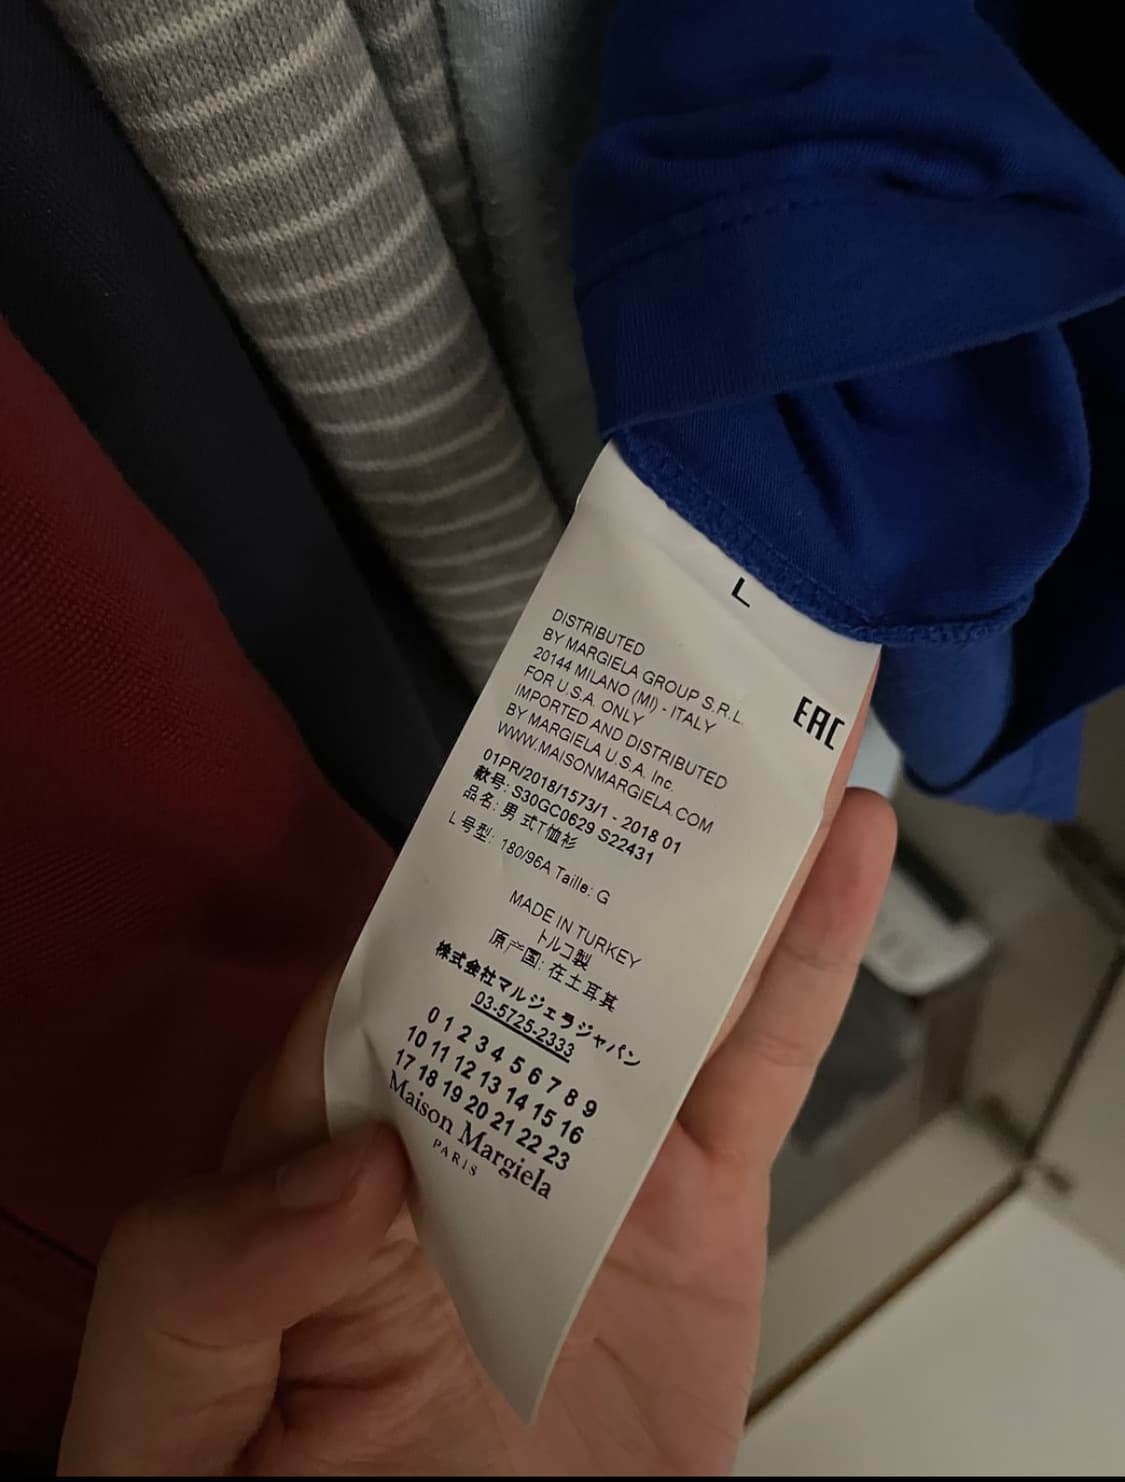 L
EAC
DISTRIBUTED
BY MARGIELA GROUP S.R.L.
20144 MILANO (MI) - ITALY
FOR U.S.A. ONLY
IMPORTED AND DISTRIBUTED
BY MARGIELA U.S.A. Inc.
WWW.MAISONMARGIELA.COM
01PR/2018/1573/1 - 2018 01
款号: S30GC0629 S22431
品名: 男 式T恤衫
L 号型: 180/96A Taille: G
MADE IN TURKEY
トルコ製
原产国: 在土耳其
株式会社マルジェラジャパン
03-5725-2333
0 1 2 3 4 5 6 7 8 9
10 11 12 13 14 15 16
17 18 19 20 21 22 23
Maison Margiela
PARIS